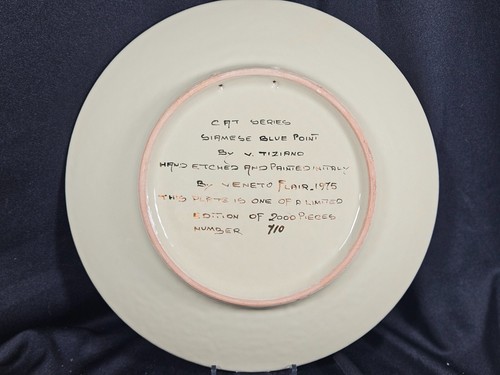 CAT SERIES
SIAMESE BLUE POINT
BY V. TIZIANO
HAND ETCHED AND PAINTED IN ITALY
BY VENETO FLAIR, 1975
THIS PLATE IS ONE OF A LIMITED
EDITION OF 2000 PIECES
NUMBER 710